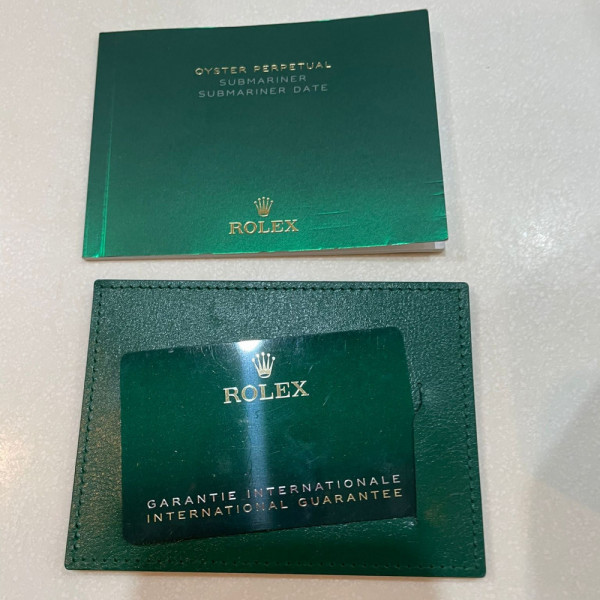 OYSTER PERPETUAL
SUBMARINER
SUBMARINER DATE
ROLEX
ROLEX
GARANTIE INTERNATIONALE
INTERNATIONAL GUARANTEE